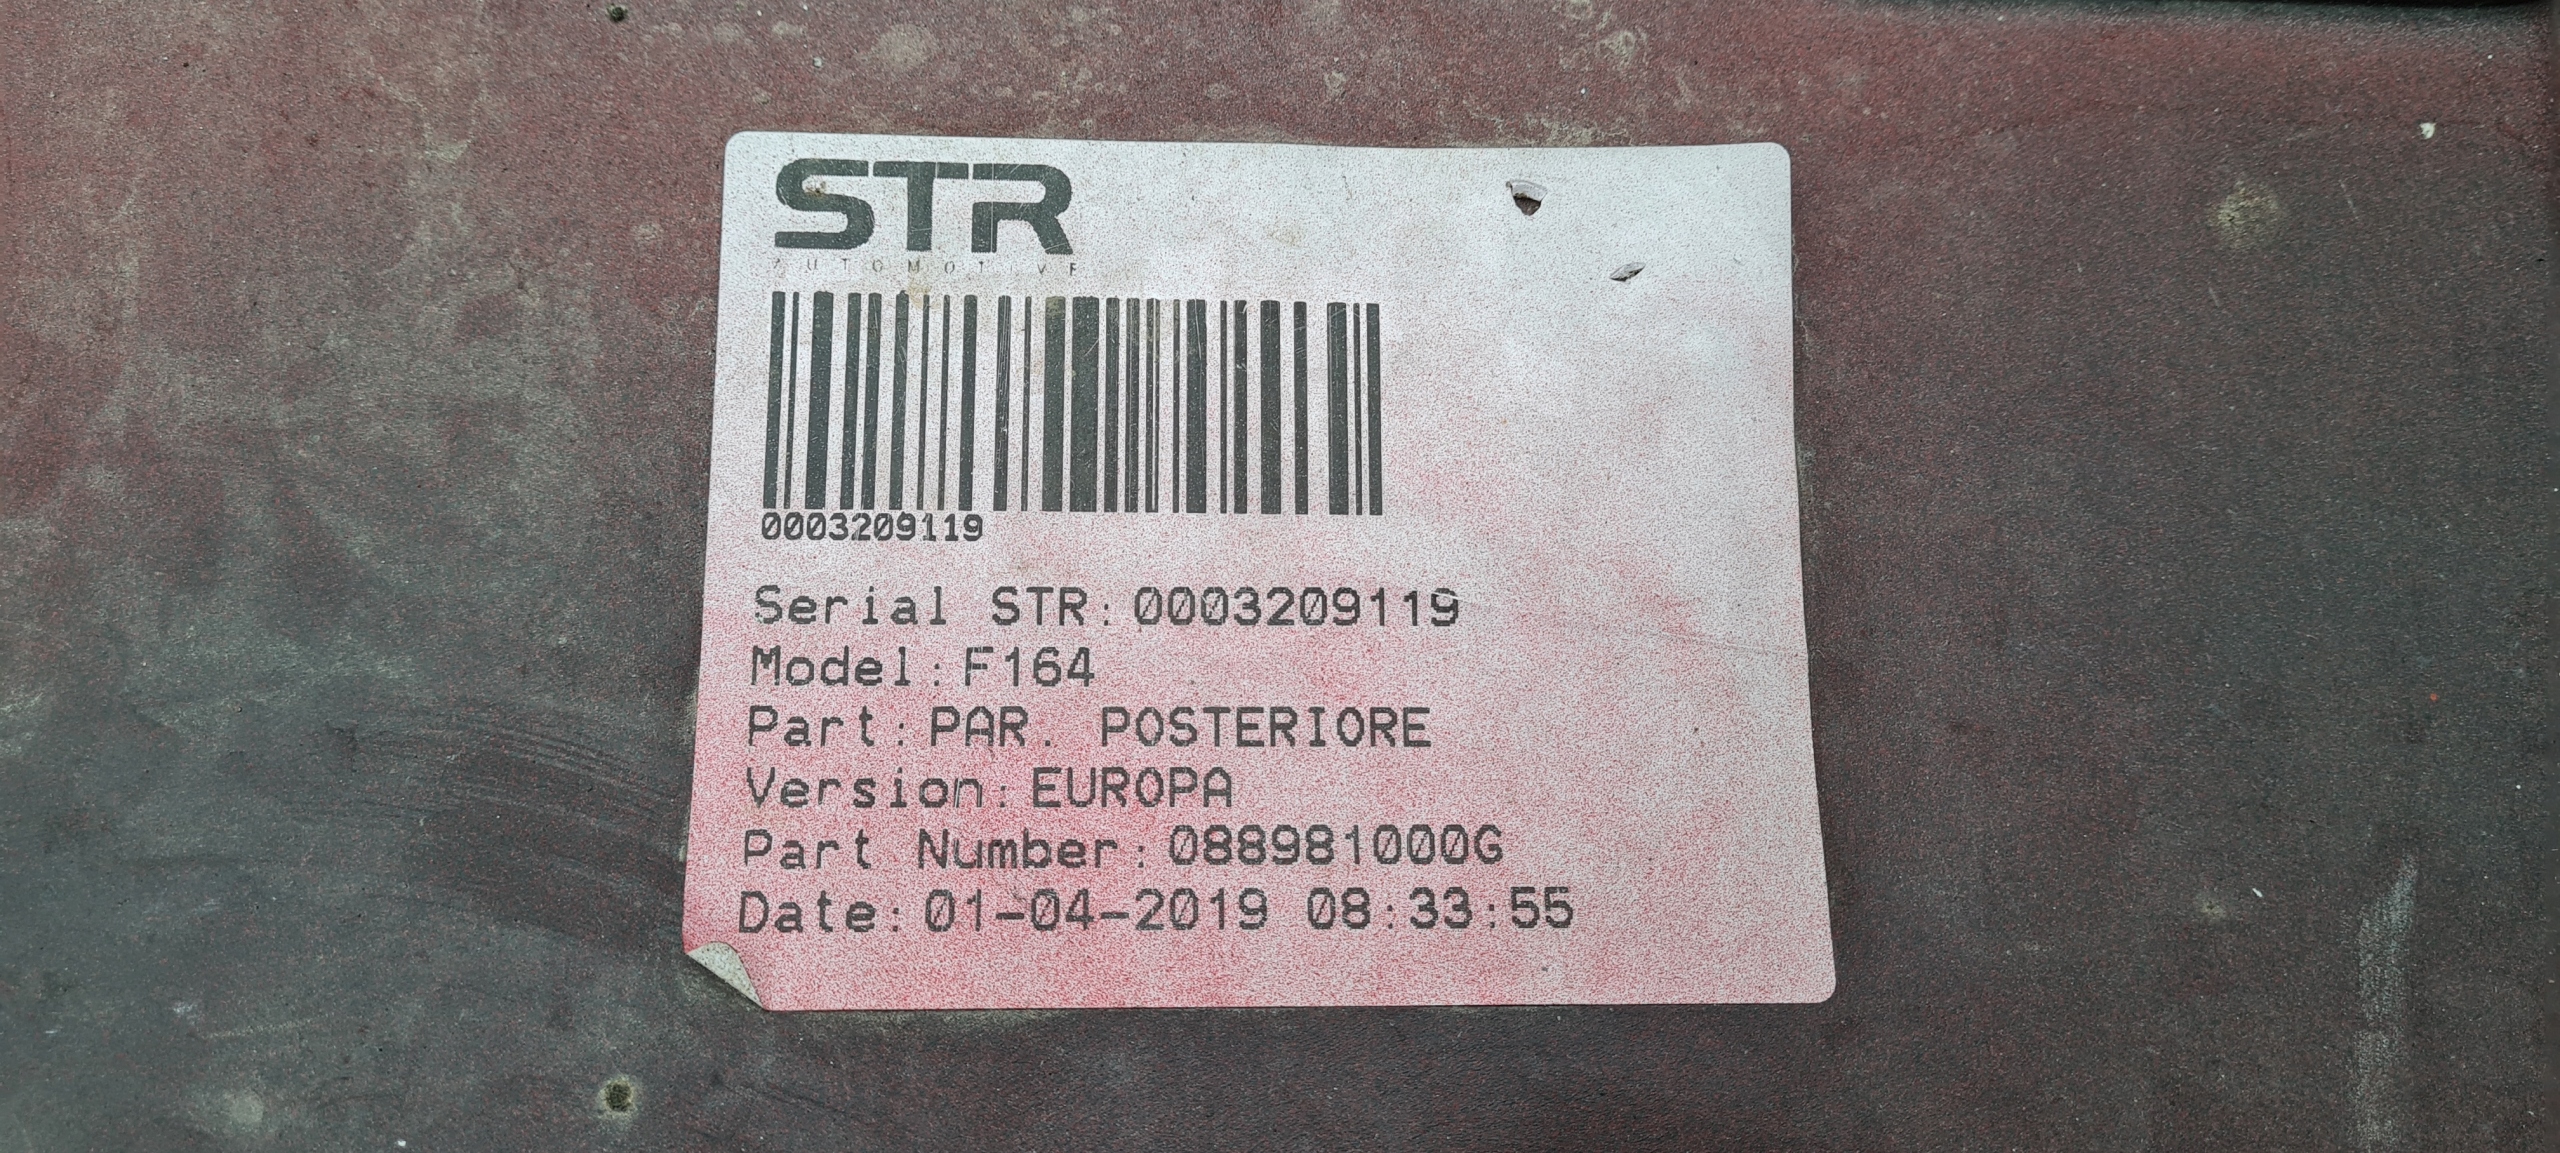 STR
AUTOMOTIVE
0003209119
Serial STR:0003209119
Model:F164
Part:PAR. POSTERIORE
Version:EUROPA
Part Number:088981000G
Date:01-04-2019 08:33:55